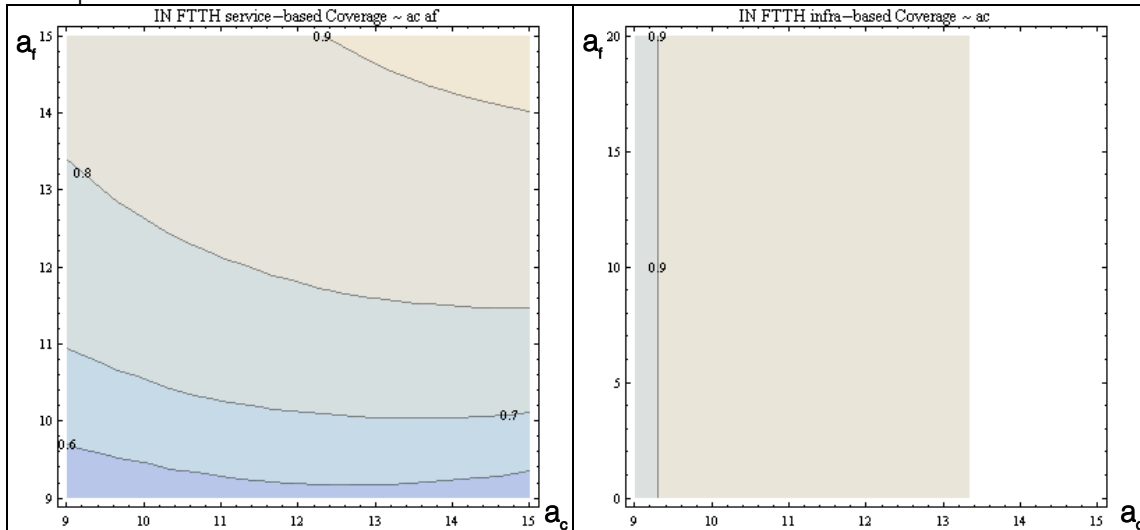 IN FTTH service−based Coverage ~ ac af
af
15
14
13
12
11
10
9
9 10 11 12 13 14 15
ac
0.9
0.8
0.7
0.6
IN FTTH infra−based Coverage ~ ac
af
20
15
10
5
0
9 10 11 12 13 14 15
ac
0.9
0.9